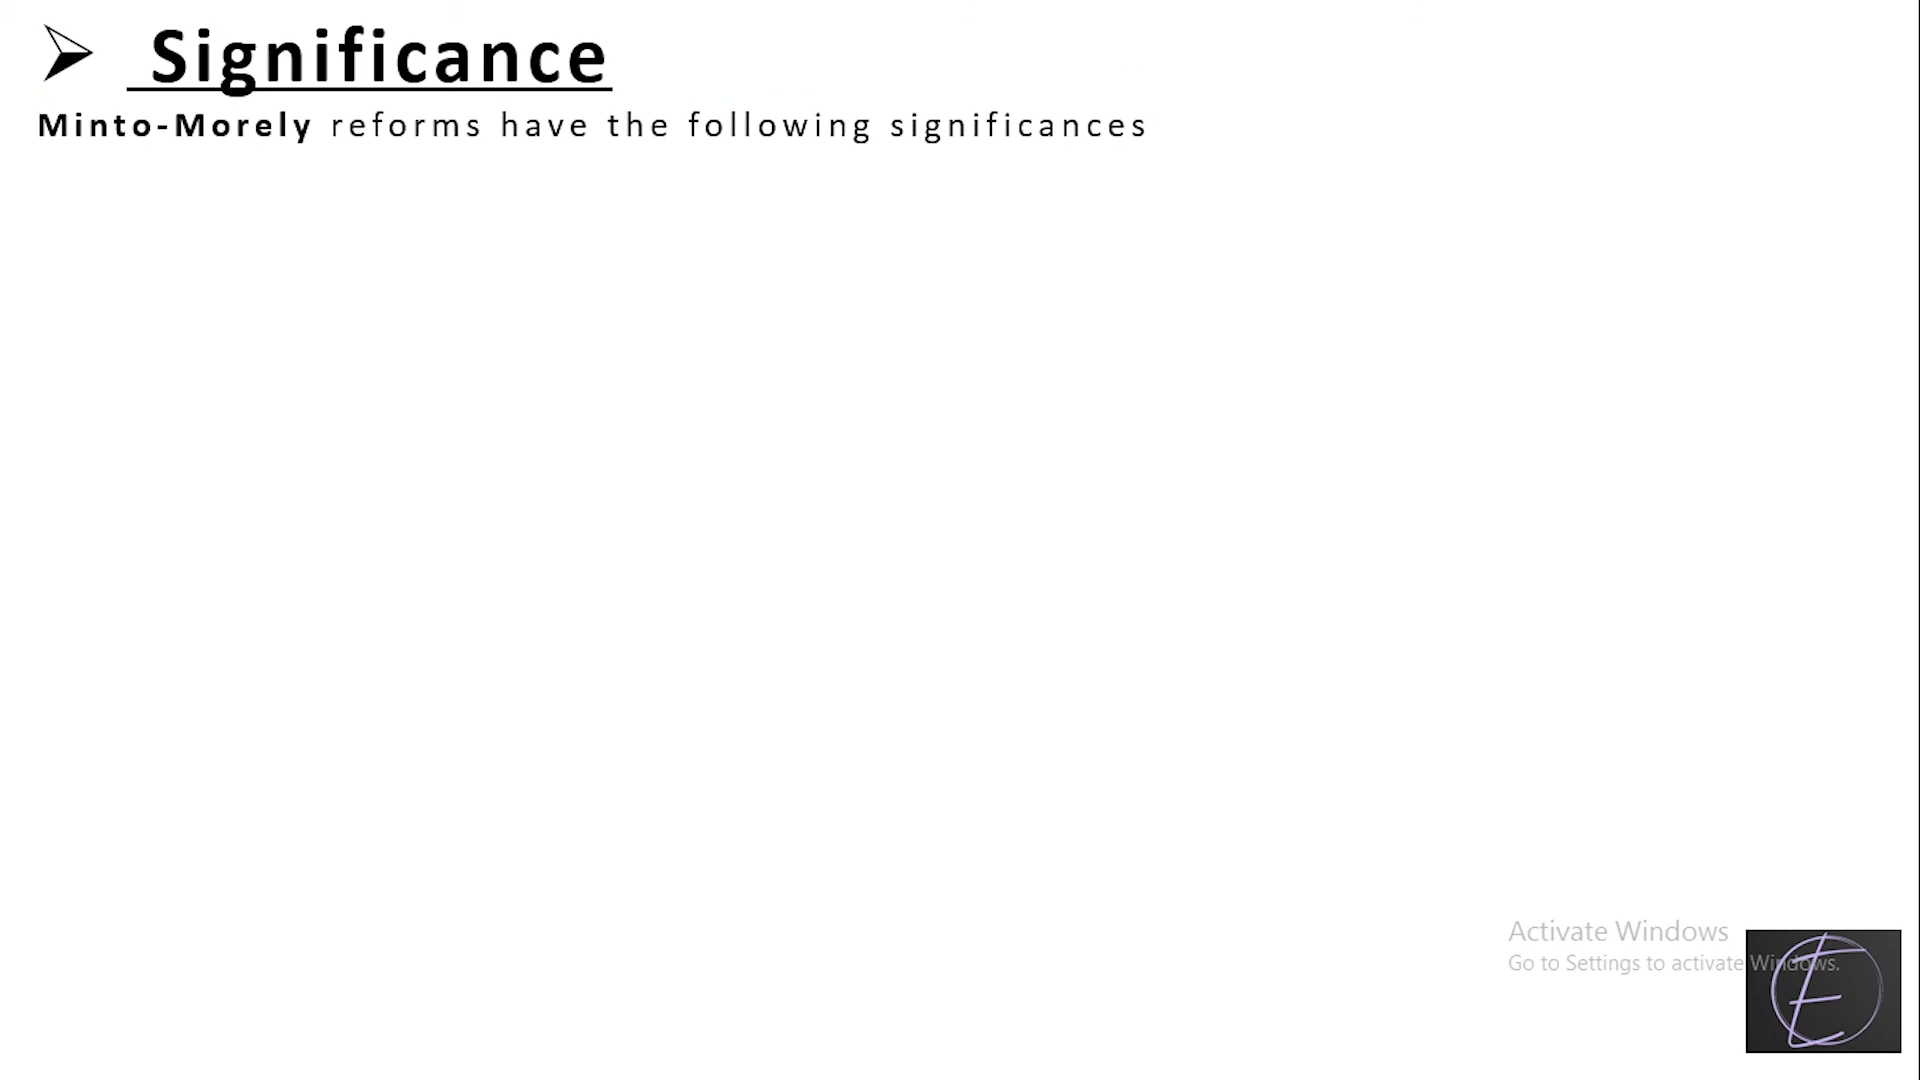 ➢ Significance
Minto-Morely reforms have the following significances
Activate Windows
Go to Settings to activate Windows.
E